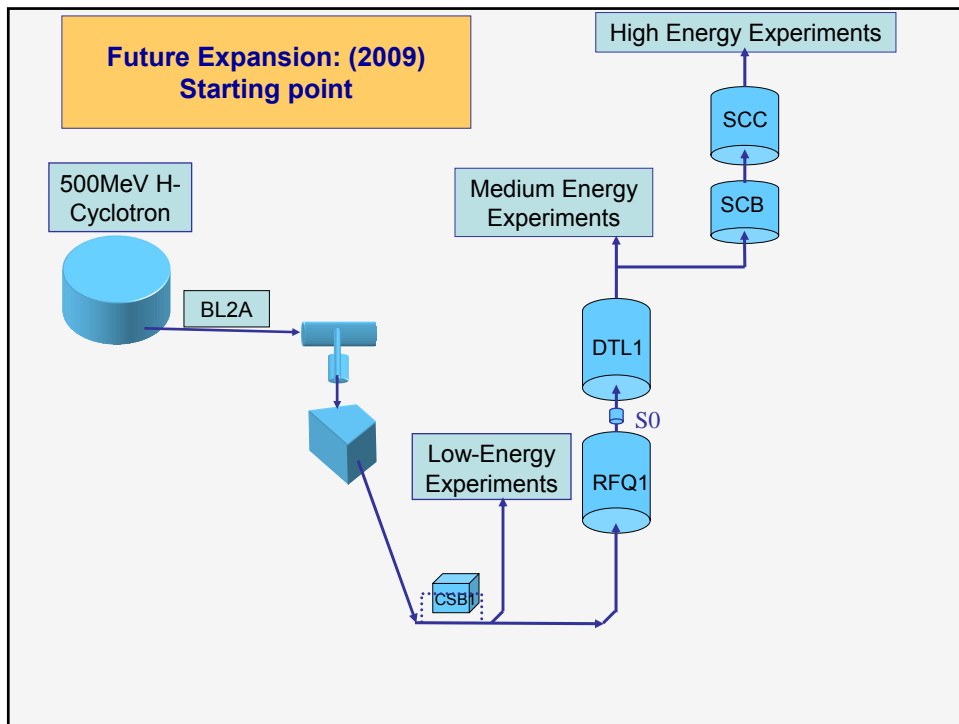 Future Expansion: (2009)
Starting point
High Energy Experiments
SCC
SCB
500MeV H-
Cyclotron
Medium Energy
Experiments
BL2A
DTL1
S0
Low-Energy
Experiments
RFQ1
CSB1